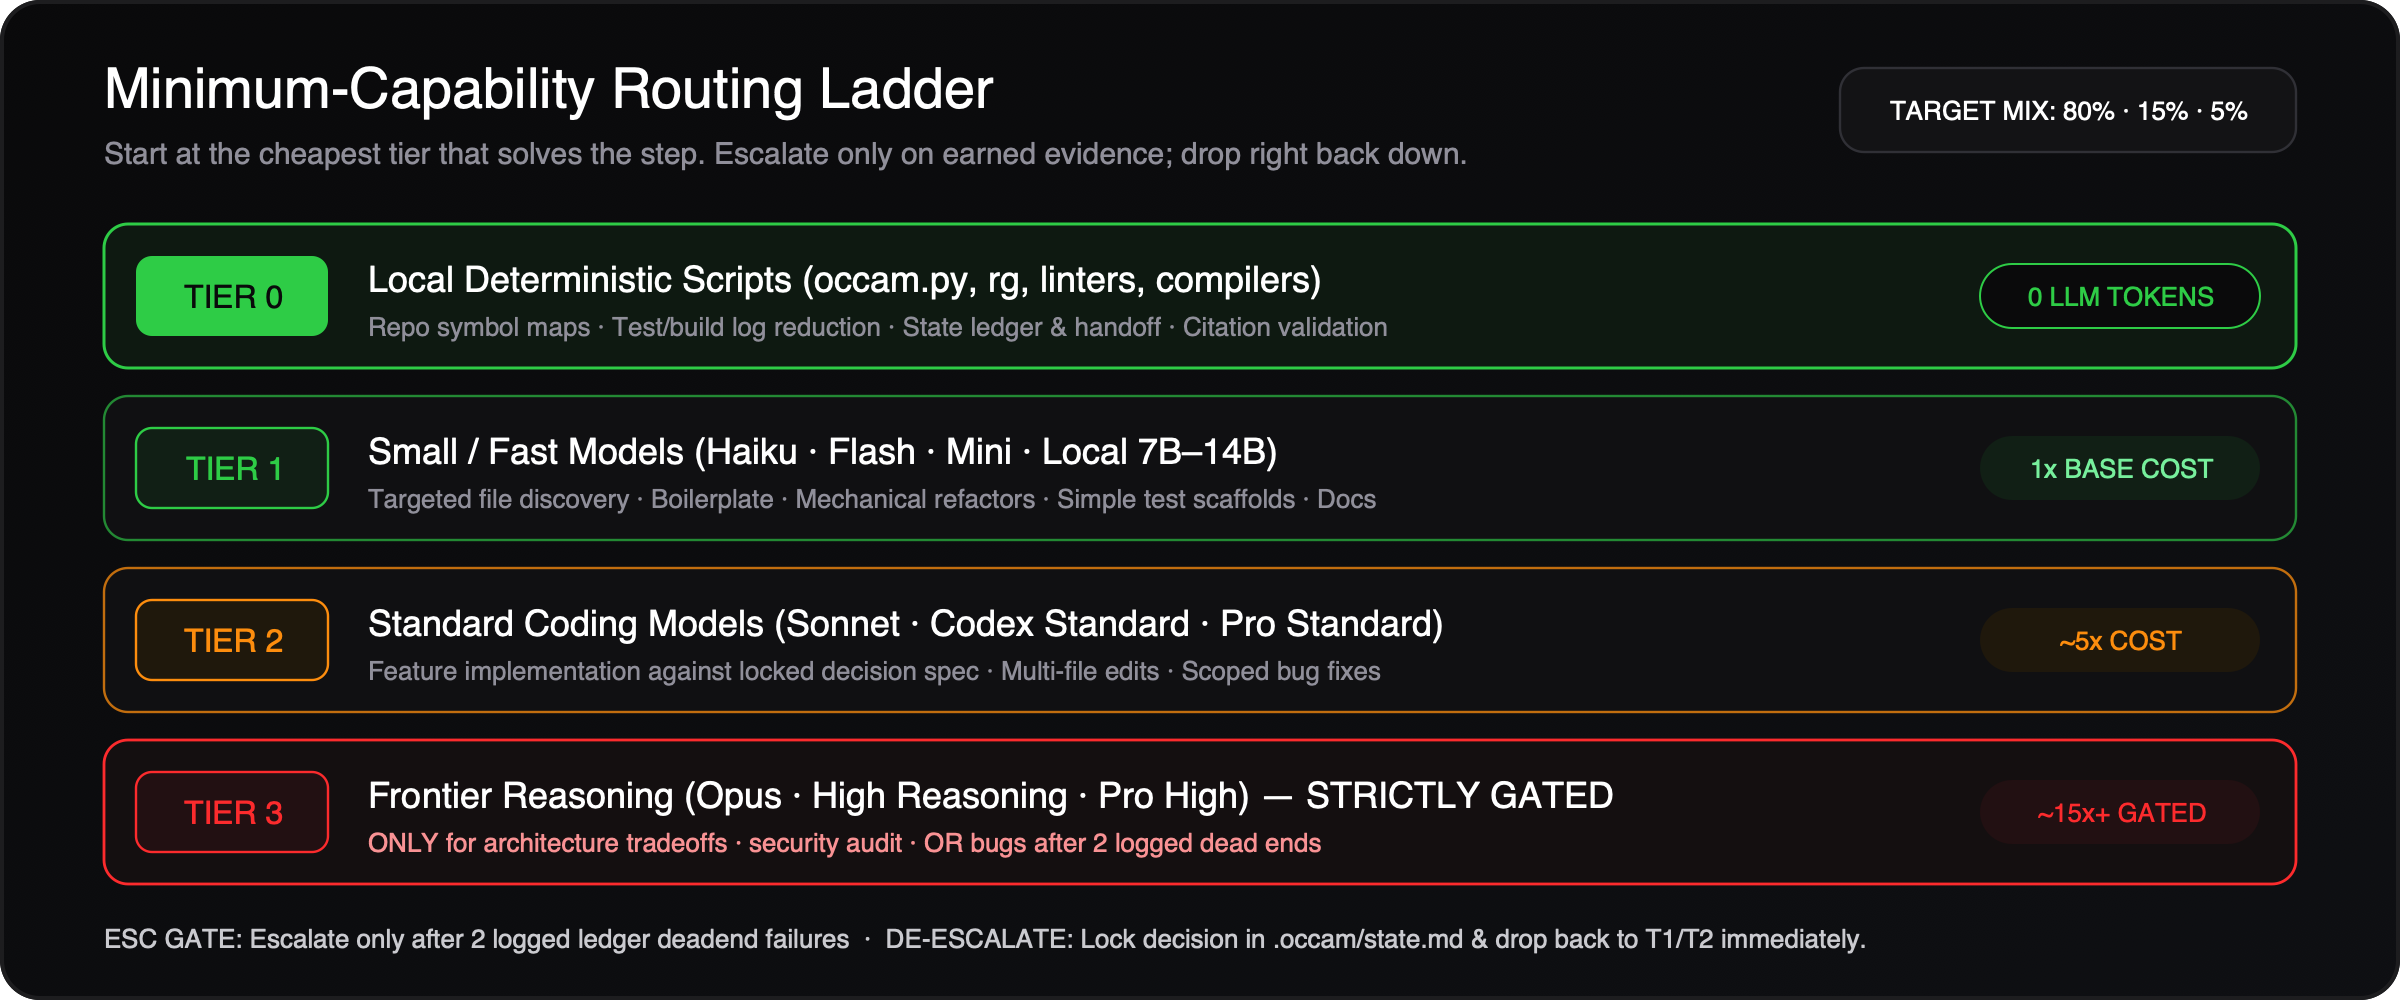 Minimum-Capability Routing Ladder
TARGET MIX: 80% · 15% · 5%
Start at the cheapest tier that solves the step. Escalate only on earned evidence; drop right back down.
TIER 0
Local Deterministic Scripts (occam.py, rg, linters, compilers)
Repo symbol maps · Test/build log reduction · State ledger & handoff · Citation validation
0 LLM TOKENS
TIER 1
Small / Fast Models (Haiku · Flash · Mini · Local 7B–14B)
Targeted file discovery · Boilerplate · Mechanical refactors · Simple test scaffolds · Docs
1x BASE COST
TIER 2
Standard Coding Models (Sonnet · Codex Standard · Pro Standard)
Feature implementation against locked decision spec · Multi-file edits · Scoped bug fixes
~5x COST
TIER 3
Frontier Reasoning (Opus · High Reasoning · Pro High) — STRICTLY GATED
ONLY for architecture tradeoffs · security audit · OR bugs after 2 logged dead ends
~15x+ GATED
ESC GATE: Escalate only after 2 logged ledger deadend failures · DE-ESCALATE: Lock decision in .occam/state.md & drop back to T1/T2 immediately.